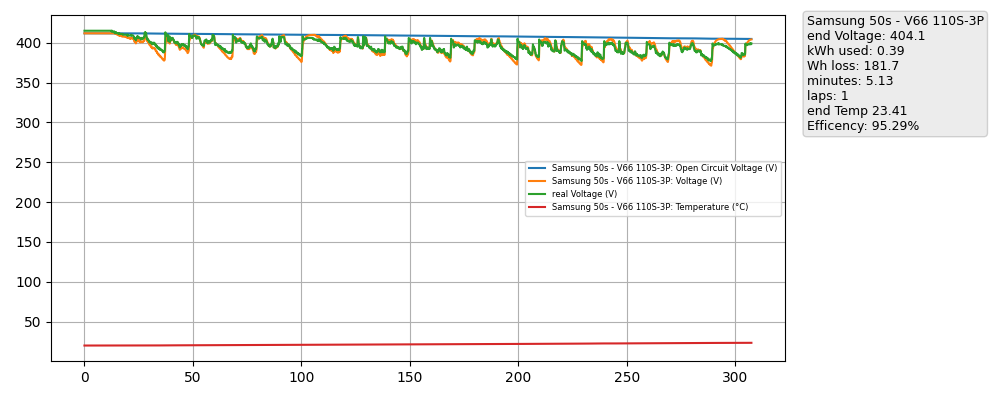 Samsung 50s - V66 110S-3P
end Voltage: 404.1
kWh used: 0.39
Wh loss: 181.7
minutes: 5.13
laps: 1
end Temp 23.41
Efficency: 95.29%
400
350
300
250
200
150
100
50
Samsung 50s - V66 110S-3P: Open Circuit Voltage (V)
Samsung 50s - V66 110S-3P: Voltage (V)
real Voltage (V)
Samsung 50s - V66 110S-3P: Temperature (°C)
0 50 100 150 200 250 300